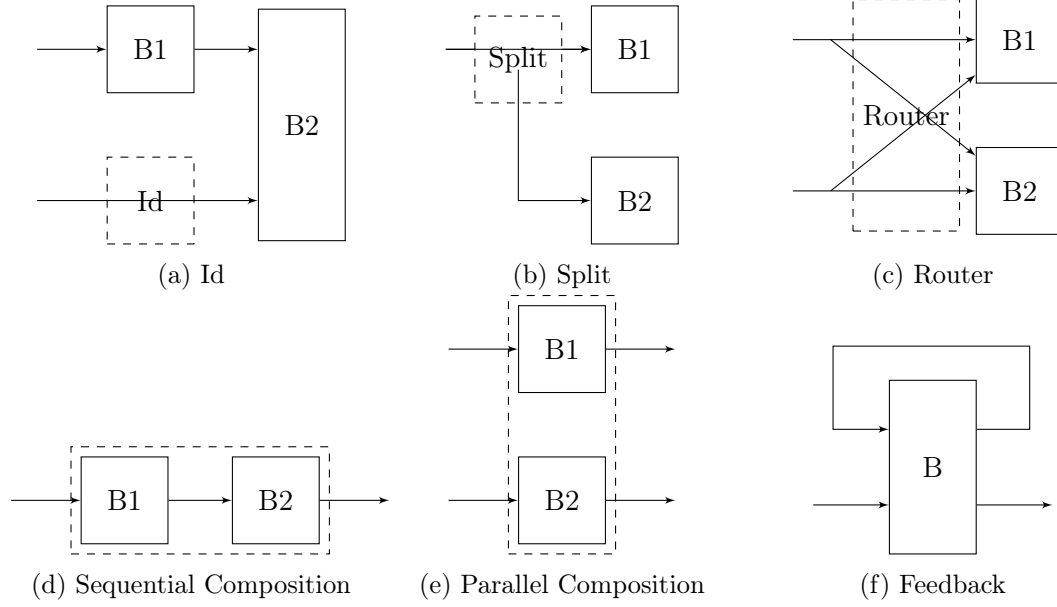 B1
B2
Id
(a) Id
Split
B1
B2
(b) Split
B1
Router
B2
(c) Router
B1
B2
(d) Sequential Composition
B1
B2
(e) Parallel Composition
B
(f) Feedback